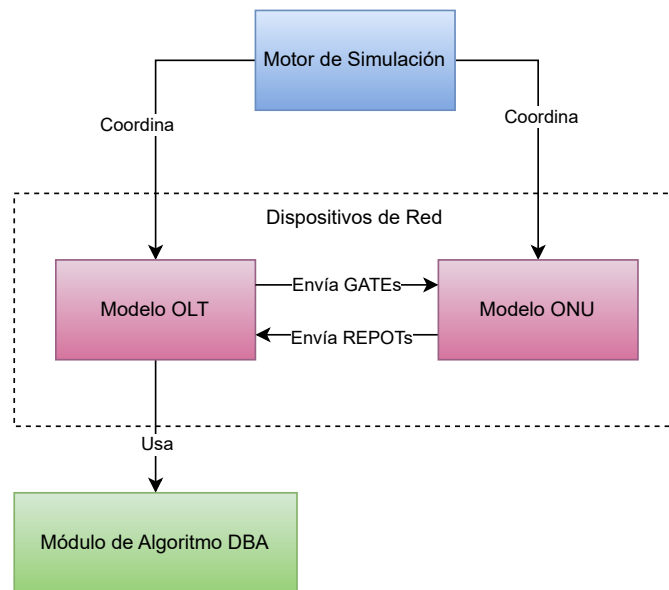 Motor de Simulación
Coordina
Coordina
Dispositivos de Red
Modelo OLT
Envía GATEs
Modelo ONU
Envía REPOTs
Usa
Módulo de Algoritmo DBA